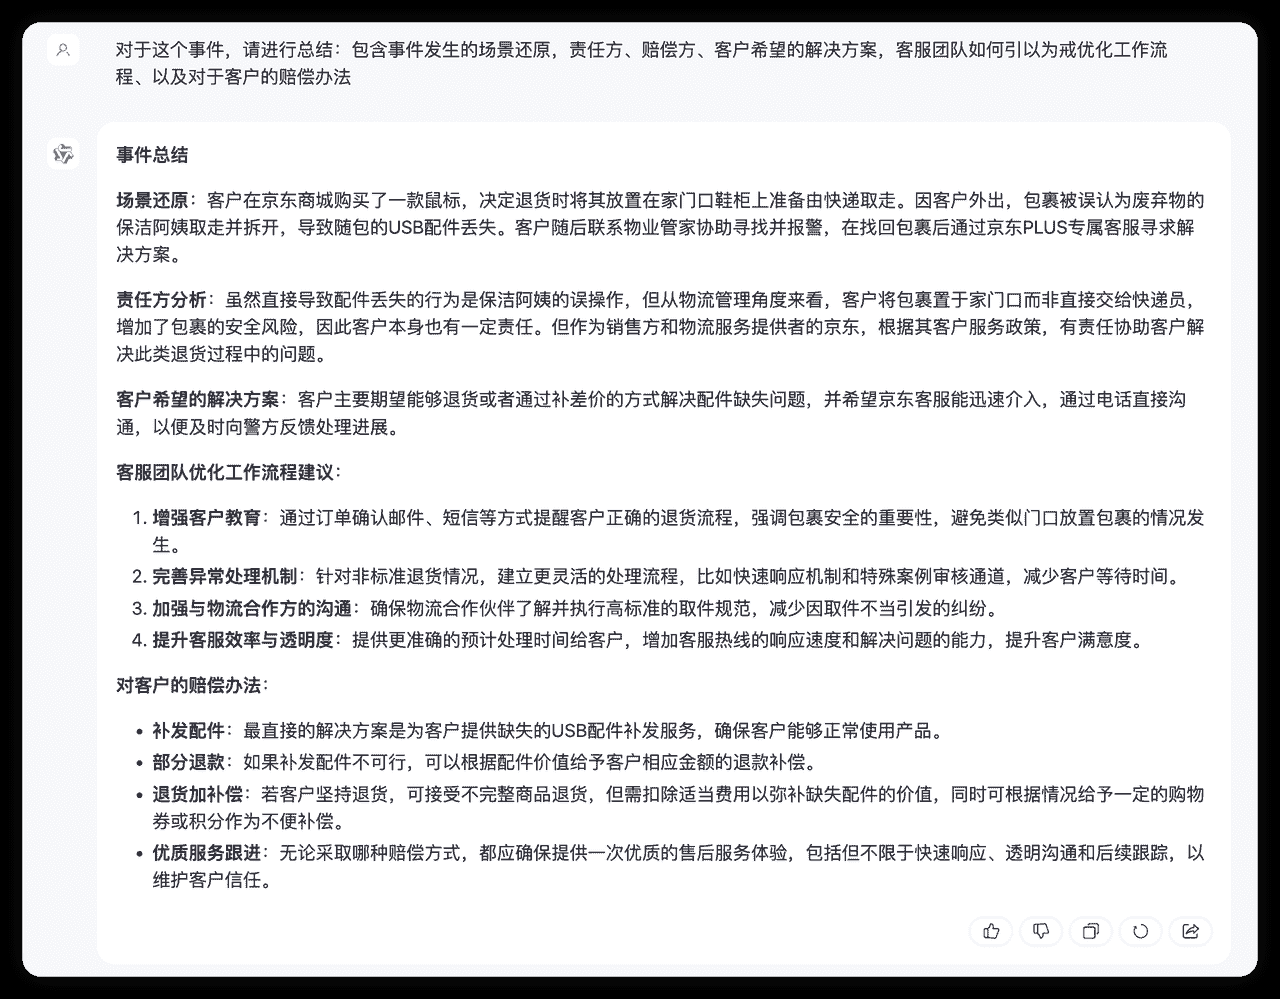 对于这个事件，请进行总结：包含事件发生的场景还原，责任方、赔偿方、客户希望的解决方案，客服团队如何引以为戒优化工作流
程、以及对于客户的赔偿办法
事件总结
场景还原：客户在京东商城购买了一款鼠标，决定退货时将其放置在家门口鞋柜上准备由快递取走。因客户外出，包裹被误认为废弃物的
保洁阿姨取走并拆开，导致随包的USB配件丢失。客户随后联系物业管家协助寻找并报警，在找回包裹后通过京东PLUS专属客服寻求解
决方案。
责任方分析：虽然直接导致配件丢失的行为是保洁阿姨的误操作，但从物流管理角度来看，客户将包裹置于家门口而非直接交给快递员，
增加了包裹的安全风险，因此客户本身也有一定责任。但作为销售方和物流服务提供者的京东，根据其客户服务政策，有责任协助客户解
决此类退货过程中的问题。
客户希望的解决方案：客户主要期望能够退货或者通过补差价的方式解决配件缺失问题，并希望京东客服能迅速介入，通过电话直接沟
通，以便及时向警方反馈处理进展。
客服团队优化工作流程建议：
1. 增强客户教育：通过订单确认邮件、短信等方式提醒客户正确的退货流程，强调包裹安全的重要性，避免类似门口放置包裹的情况发
生。
2. 完善异常处理机制：针对非标准退货情况，建立更灵活的处理流程，比如快速响应机制和特殊案例审核通道，减少客户等待时间。
3. 加强与物流合作方的沟通：确保物流合作伙伴了解并执行高标准的取件规范，减少因取件不当引发的纠纷。
4. 提升客服效率与透明度：提供更准确的预计处理时间给客户，增加客服热线的响应速度和解决问题的能力，提升客户满意度。
对客户的赔偿办法：
• 补发配件：最直接的解决方案是为客户提供缺失的USB配件补发服务，确保客户能够正常使用产品。
• 部分退款：如果补发配件不可行，可以根据配件价值给予客户相应金额的退款补偿。
• 退货加补偿：若客户坚持退货，可接受不完整商品退货，但需扣除适当费用以弥补缺失配件的价值，同时可根据情况给予一定的购物
券或积分作为不便补偿。
• 优质服务跟进：无论采取哪种赔偿方式，都应确保提供一次优质的售后服务体验，包括但不限于快速响应、透明沟通和后续跟踪，以
维护客户信任。